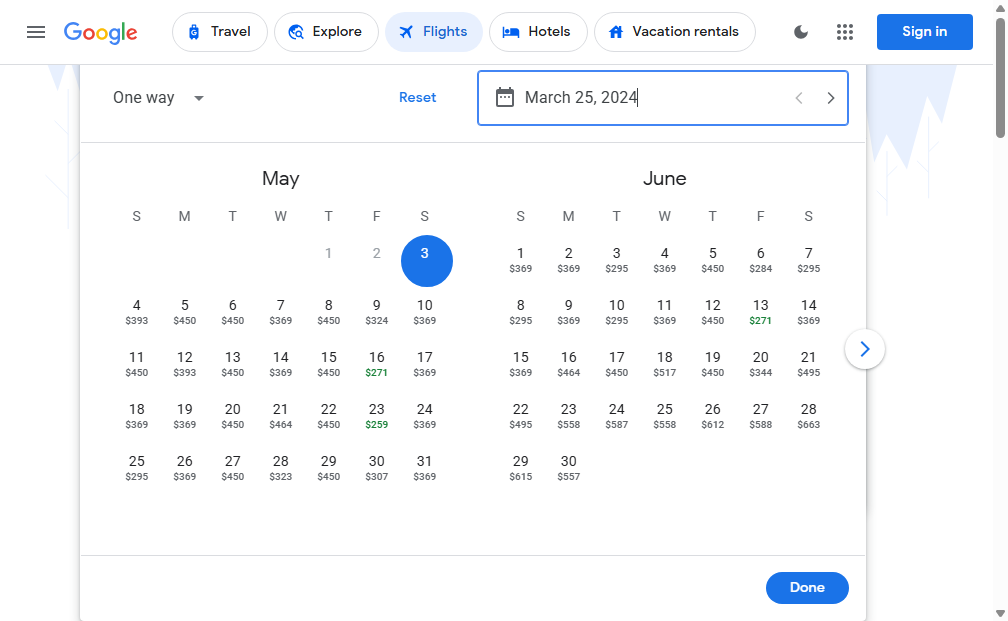 Google Travel Explore Flights Hotels Vacation rentals Sign in
One way Reset March 25, 2024
May
S M T W T F S
1 2 3
4 5 6 7 8 9 10
$393 $450 $450 $369 $450 $324 $369
11 12 13 14 15 16 17
$450 $393 $450 $369 $450 $271 $369
18 19 20 21 22 23 24
$369 $369 $450 $464 $450 $259 $369
25 26 27 28 29 30 31
$295 $369 $450 $323 $450 $307 $369
June
S M T W T F S
1 2 3 4 5 6 7
$369 $369 $295 $369 $450 $284 $295
8 9 10 11 12 13 14
$295 $369 $295 $369 $450 $271 $369
15 16 17 18 19 20 21
$369 $464 $450 $517 $450 $344 $495
22 23 24 25 26 27 28
$495 $558 $587 $558 $612 $588 $663
29 30
$615 $557
Done